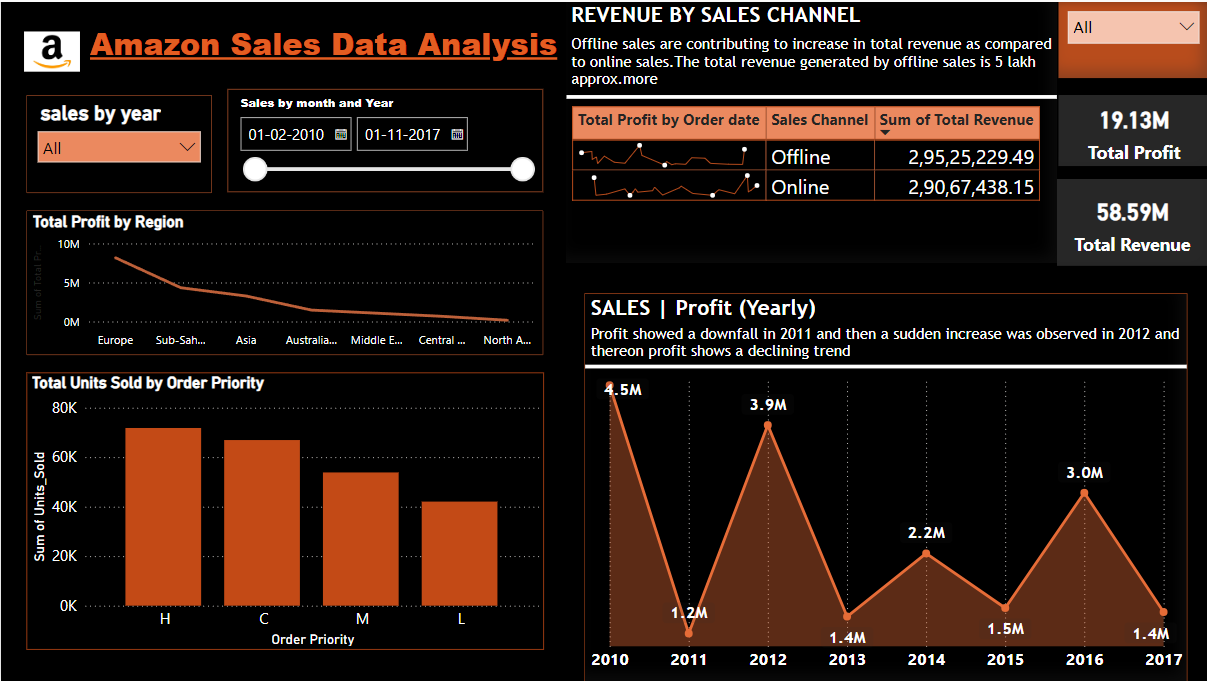 a
Amazon Sales Data Analysis
sales by year
All
Sales by month and Year
01-02-2010
01-11-2017
Total Profit by Region
Sum of Total Pr...
10M
5M
0M
Europe
Sub-Sah...
Asia
Australia...
Middle E...
Central ...
North A...
Total Units Sold by Order Priority
Sum of Units_Sold
80K
60K
40K
20K
0K
H
C
M
L
Order Priority
REVENUE BY SALES CHANNEL
Offline sales are contributing to increase in total revenue as compared
to online sales.The total revenue generated by offline sales is 5 lakh
approx.more
Total Profit by Order date Sales Channel Sum of Total Revenue
Offline 2,95,25,229.49
Online 2,90,67,438.15
All
19.13M
Total Profit
58.59M
Total Revenue
SALES | Profit (Yearly)
Profit showed a downfall in 2011 and then a sudden increase was observed in 2012 and
thereon profit shows a declining trend
4.5M
1.2M
3.9M
1.4M
2.2M
1.5M
3.0M
1.4M
2010 2011 2012 2013 2014 2015 2016 2017